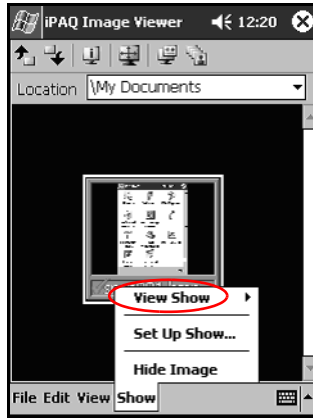 iPAQ Image Viewer 12:20
Location \My Documents
View Show
Set Up Show...
Hide Image
File Edit View Show